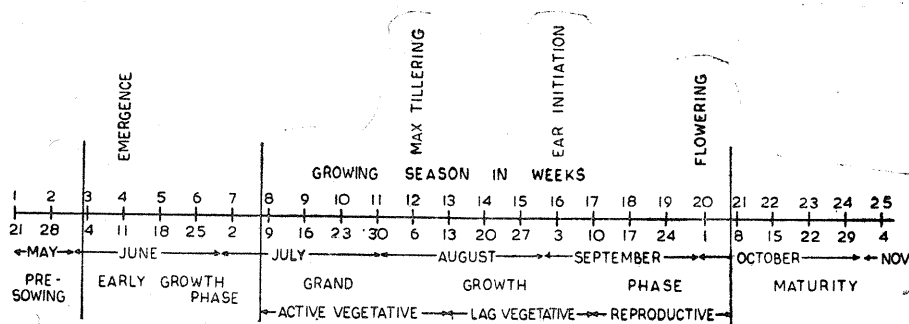 EMERGENCE
MAX TILLERING
EAR INITIATION
FLOWERING
GROWING SEASON IN WEEKS
1 2 3 4 5 6 7 8 9 10 11 12 13 14 15 16 17 18 19 20 21 22 23 24 25
21 28 4 11 18 25 2 9 16 23 30 6 13 20 27 3 10 17 24 1 8 15 22 29 4
MAY JUNE JULY AUGUST SEPTEMBER OCTOBER NOV
PRE- EARLY GROWTH GRAND GROWTH PHASE MATURITY
SOWING PHASE
ACTIVE VEGETATIVE LAG VEGETATIVE REPRODUCTIVE